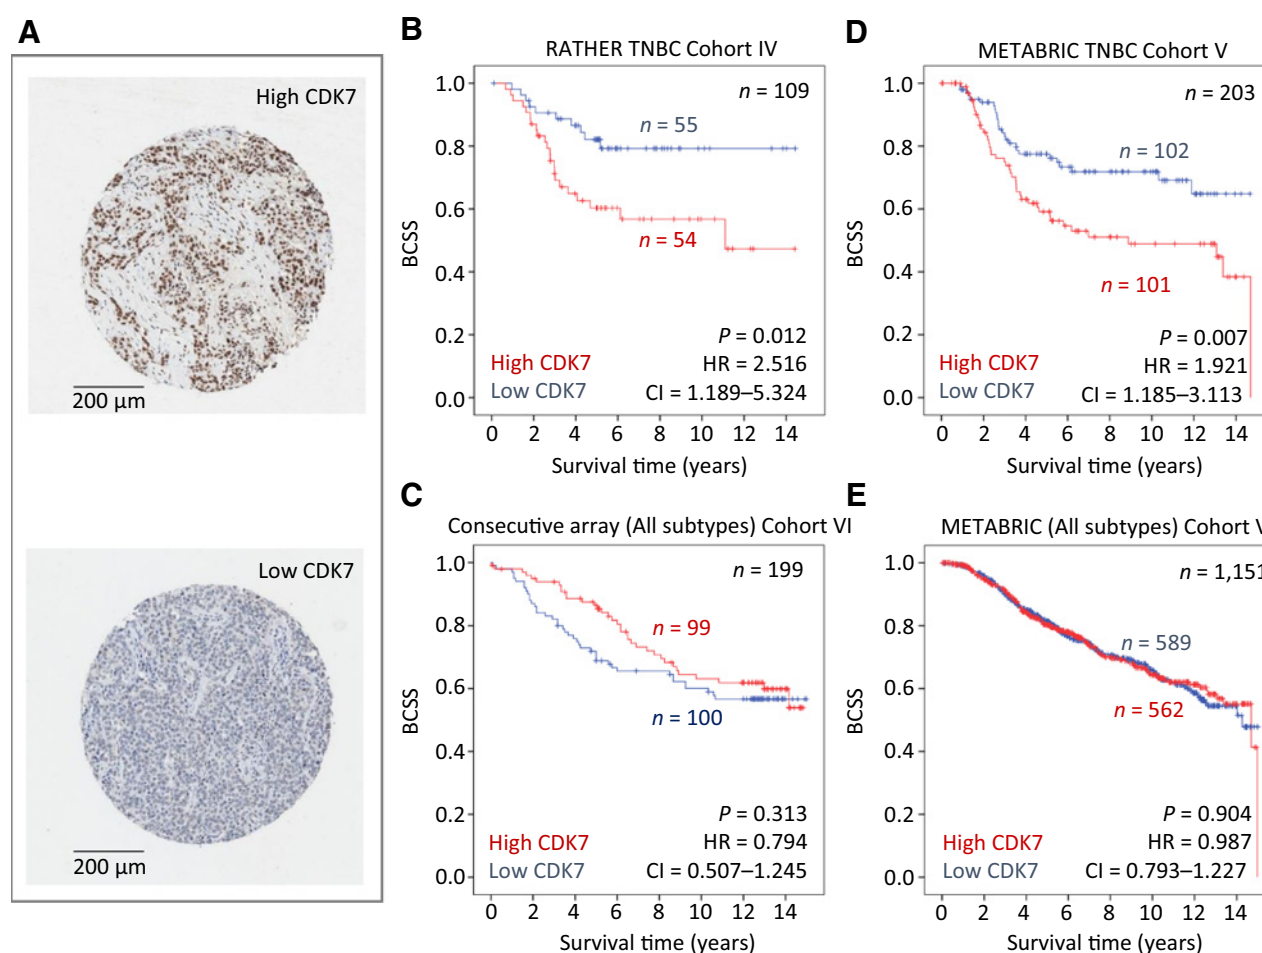 A
High CDK7
200 µm
Low CDK7
200 µm
B
RATHER TNBC Cohort IV
n = 109
n = 55
n = 54
P = 0.012
HR = 2.516
CI = 1.189–5.324
High CDK7
Low CDK7
BCSS
1.0
0.8
0.6
0.4
0.2
0.0
0 2 4 6 8 10 12 14
Survival time (years)
D
METABRIC TNBC Cohort V
n = 203
n = 102
n = 101
P = 0.007
HR = 1.921
CI = 1.185–3.113
High CDK7
Low CDK7
BCSS
1.0
0.8
0.6
0.4
0.2
0.0
0 2 4 6 8 10 12 14
Survival time (years)
C
Consecutive array (All subtypes) Cohort VI
n = 199
n = 99
n = 100
P = 0.313
HR = 0.794
CI = 0.507–1.245
High CDK7
Low CDK7
BCSS
1.0
0.8
0.6
0.4
0.2
0.0
0 2 4 6 8 10 12 14
Survival time (years)
E
METABRIC (All subtypes) Cohort V
n = 1,151
n = 589
n = 562
P = 0.904
HR = 0.987
CI = 0.793–1.227
High CDK7
Low CDK7
BCSS
1.0
0.8
0.6
0.4
0.2
0.0
0 2 4 6 8 10 12 14
Survival time (years)